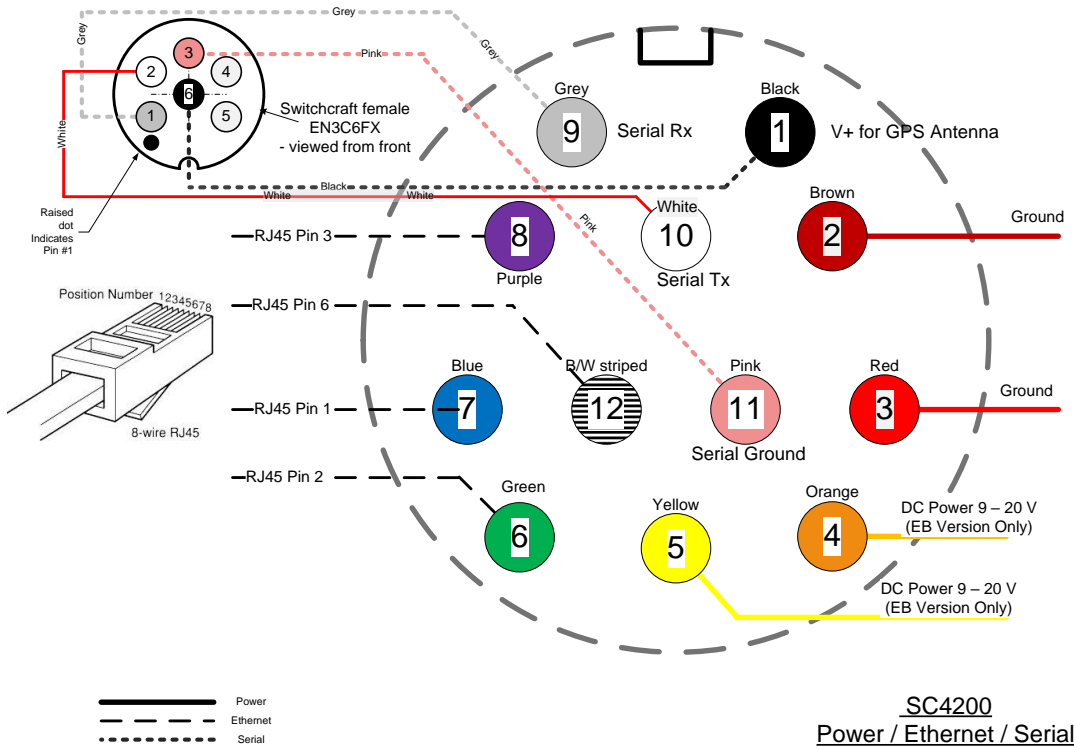 Grey
Grey
Grey
Pink
White
3
2
4
6
1
5
Switchcraft female
EN3C6FX
- viewed from front
Raised
dot
Indicates
Pin #1
Black
White
White
Pink
Grey
9
Serial Rx
Black
1
V+ for GPS Antenna
RJ45 Pin 3
8
Purple
White
10
Serial Tx
Brown
2
Ground
Position Number 12345678
8-wire RJ45
RJ45 Pin 6
Blue
7
RJ45 Pin 1
B/W striped
12
Pink
11
Serial Ground
Red
3
Ground
RJ45 Pin 2
Green
6
Yellow
5
Orange
4
DC Power 9 – 20 V
(EB Version Only)
DC Power 9 – 20 V
(EB Version Only)
Power
Ethernet
Serial
SC4200
Power / Ethernet / Serial